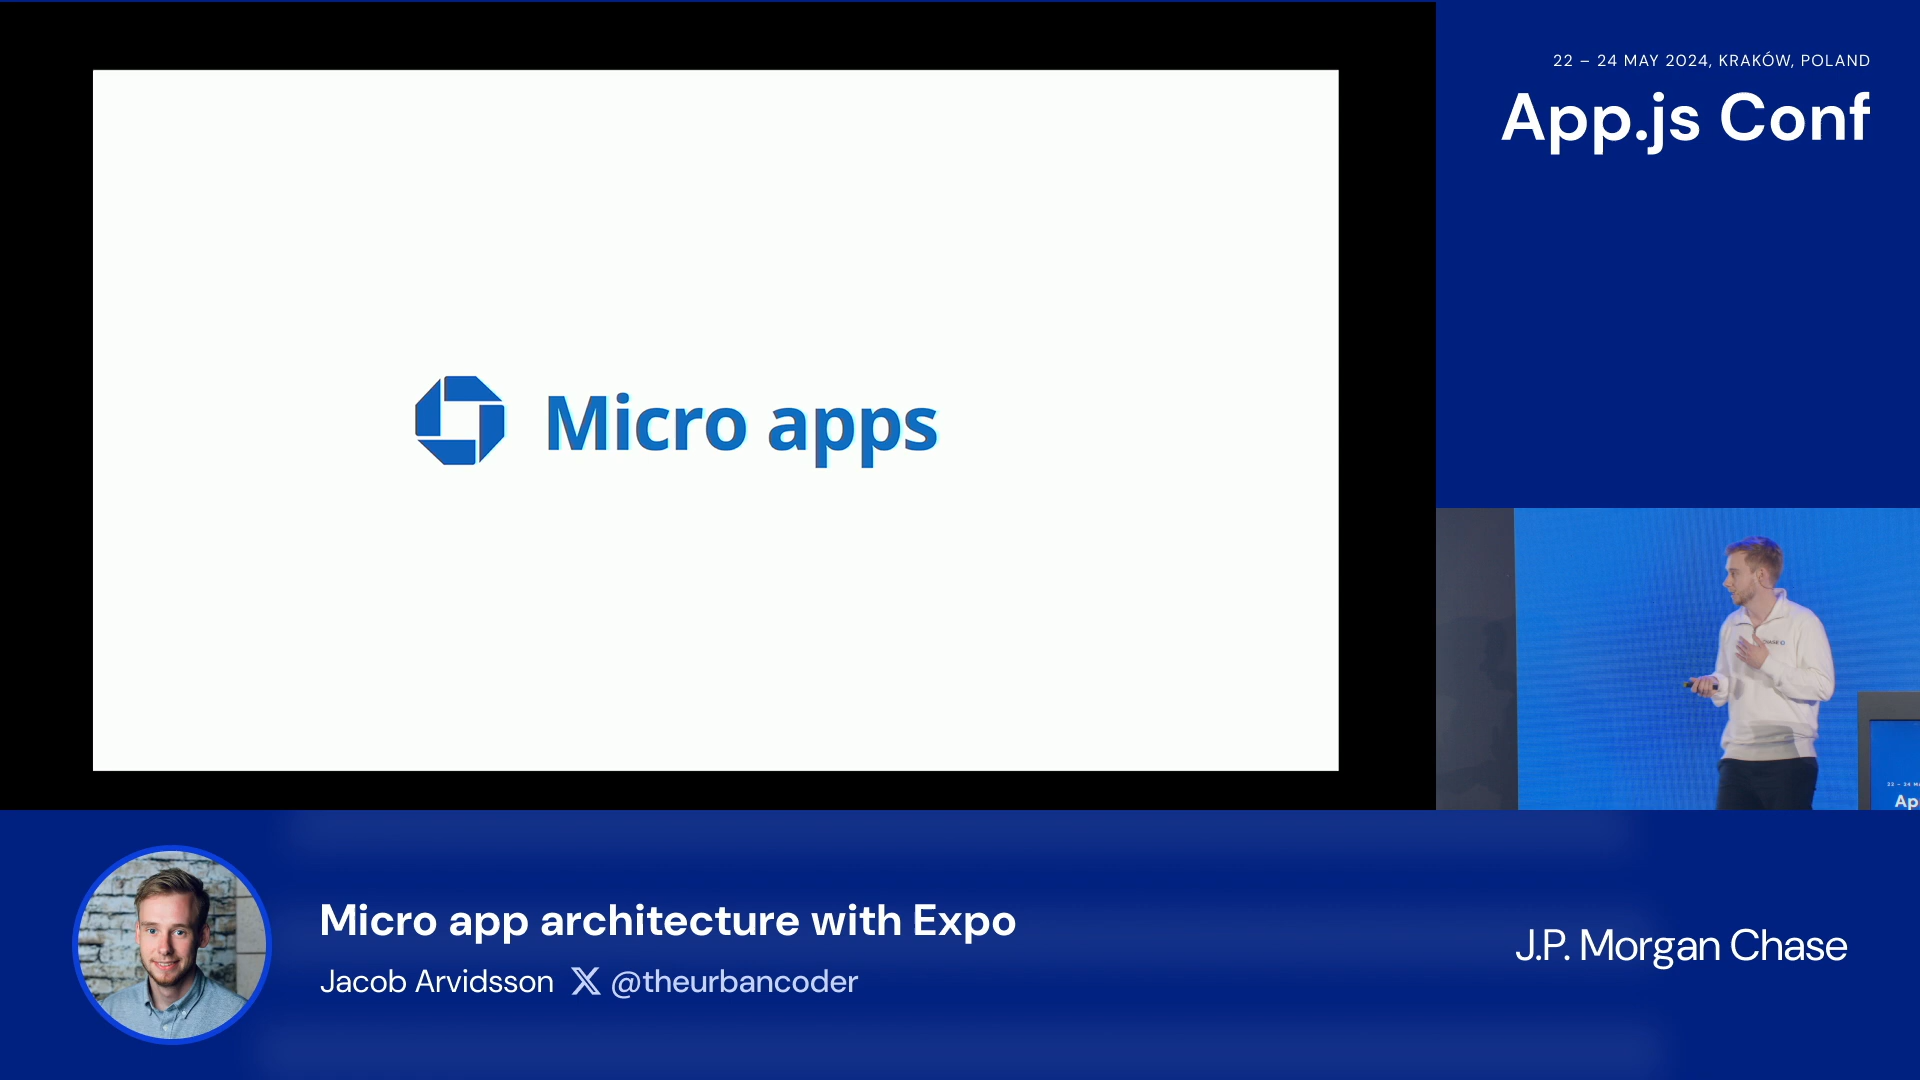 22 – 24 MAY 2024, KRAKÓW, POLAND
App.js Conf
Micro apps
Micro app architecture with Expo
Jacob Arvidsson X @theurbancoder
J.P. Morgan Chase
Ap